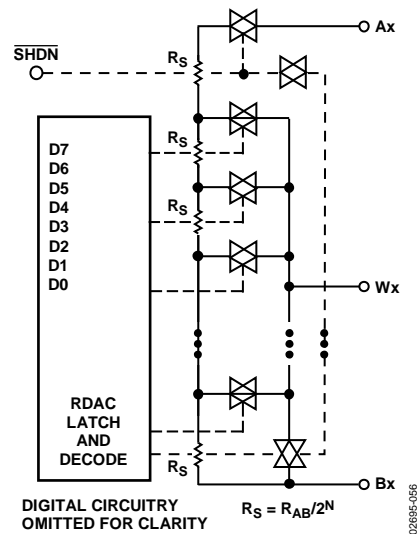 Ax
SHDN
RS
RS
D7
D6
D5
D4
D3
D2
D1
D0
RS
Wx
RDAC
LATCH
AND
DECODE
RS
Bx
DIGITAL CIRCUITRY
OMITTED FOR CLARITY
RS = RAB/2N
02695-056